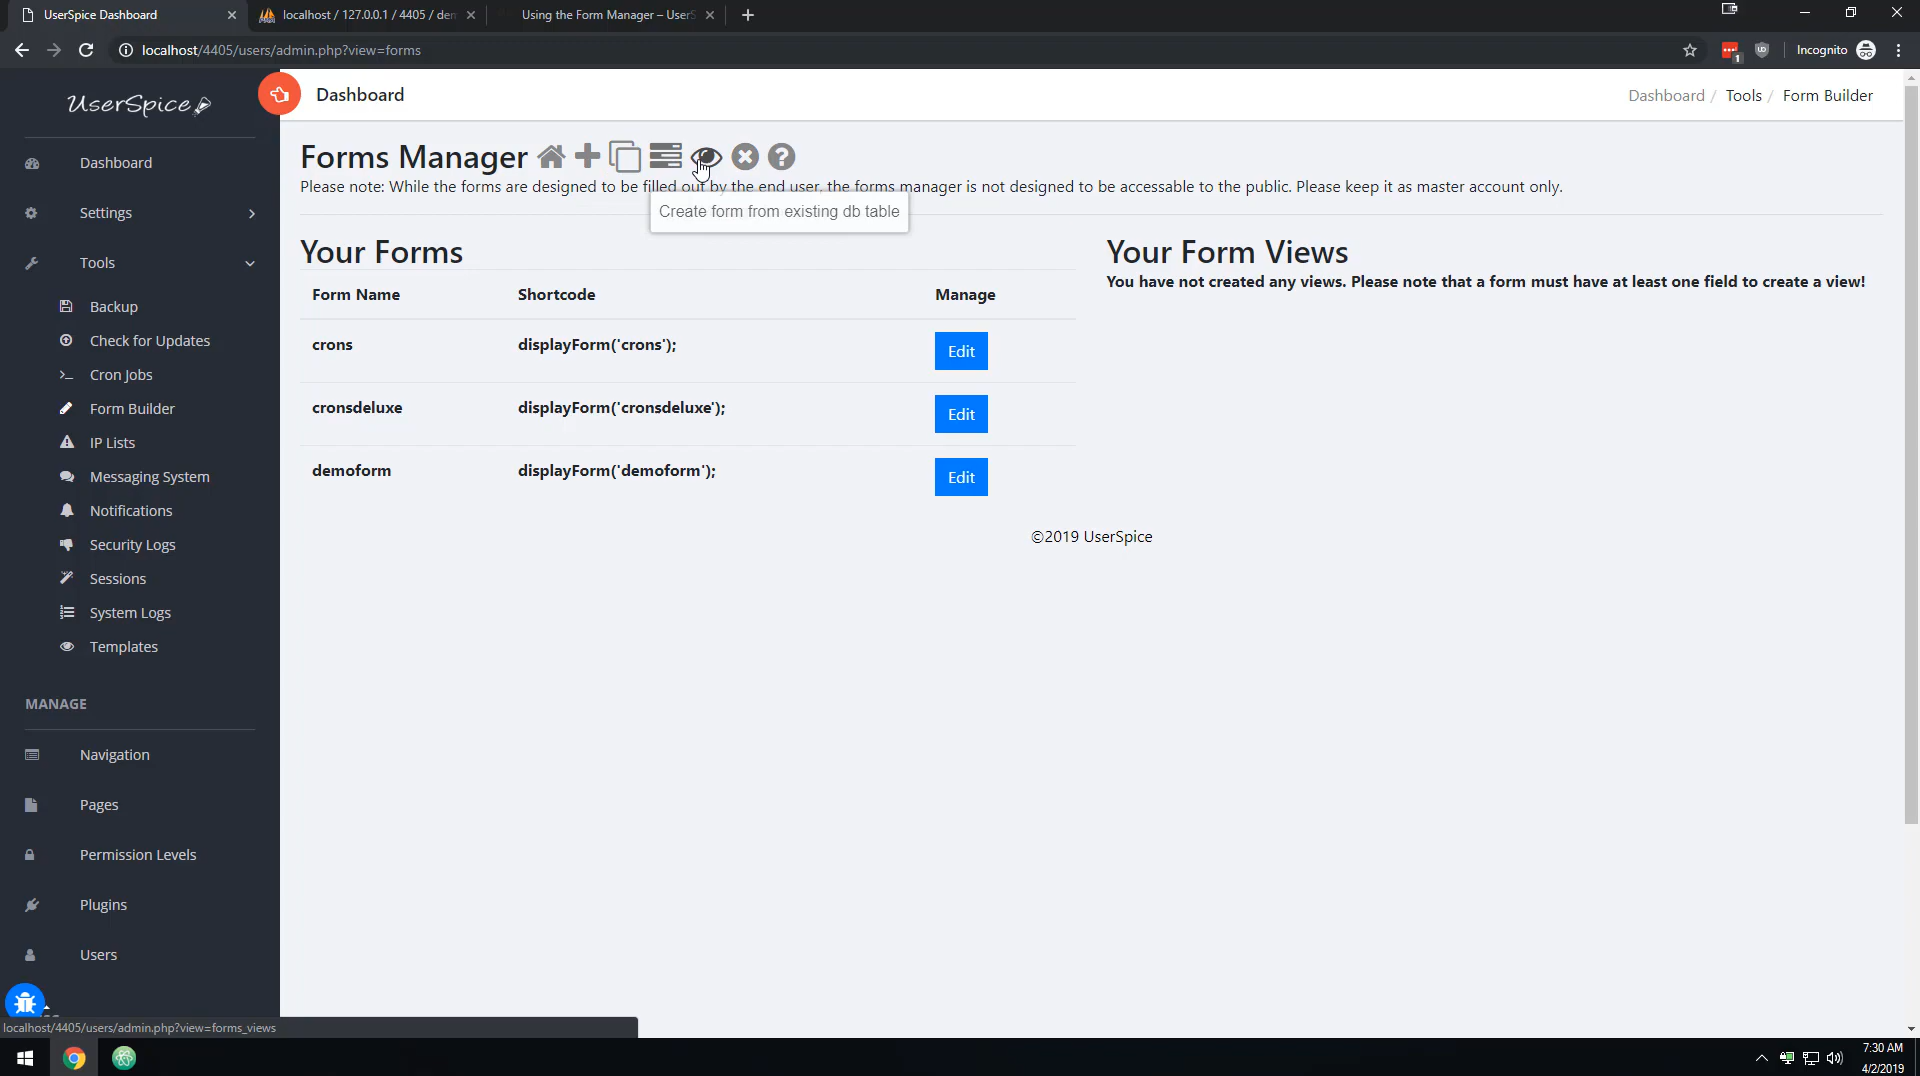 UserSpice Dashboard
localhost / 127.0.0.1 / 4405 / dem
Using the Form Manager – UserS
localhost/4405/users/admin.php?view=forms
1
Incognito
UserSpice
Dashboard
Dashboard / Tools / Form Builder
Dashboard
Settings
Tools
Backup
Check for Updates
Cron Jobs
Form Builder
IP Lists
Messaging System
Notifications
Security Logs
Sessions
System Logs
Templates
MANAGE
Navigation
Pages
Permission Levels
Plugins
Users
Forms Manager
Please note: While the forms are designed to be filled out by the end user, the forms manager is not designed to be accessable to the public. Please keep it as master account only.
Create form from existing db table
Your Forms
Form Name Shortcode Manage
crons displayForm('crons'); Edit
cronsdeluxe displayForm('cronsdeluxe'); Edit
demoform displayForm('demoform'); Edit
Your Form Views
You have not created any views. Please note that a form must have at least one field to create a view!
©2019 UserSpice
localhost/4405/users/admin.php?view=forms_views
7:30 AM
4/2/2019